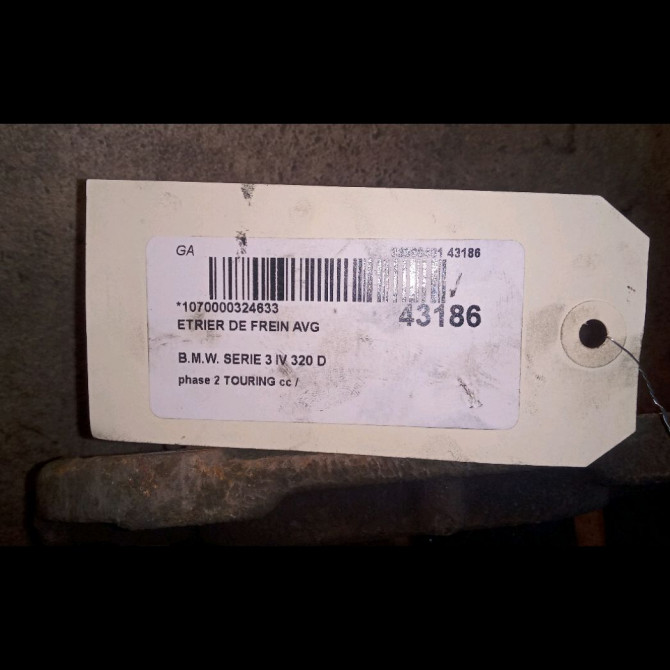 GA
43186
*1070000324633
43186
ETRIER DE FREIN AVG
B.M.W. SERIE 3 IV 320 D
phase 2 TOURING cc /